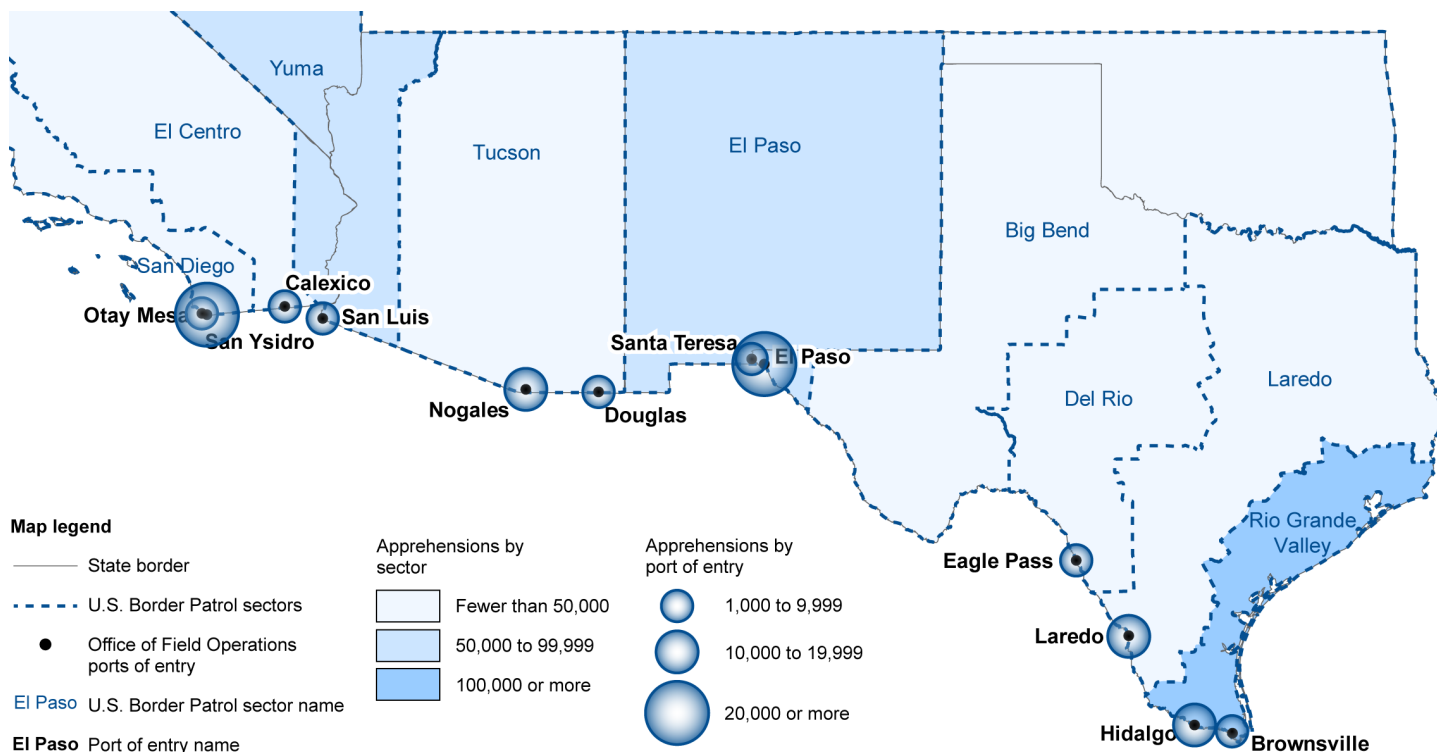 Yuma
El Centro
Tucson
El Paso
Big Bend
San Diego
Calexico
Otay Mesa
San Luis
San Ysidro
Santa Teresa
El Paso
Nogales
Douglas
Del Rio
Laredo
Rio Grande
Valley
Eagle Pass
Laredo
Hidalgo
Brownsville
Map legend
State border
U.S. Border Patrol sectors
Office of Field Operations
ports of entry
El Paso U.S. Border Patrol sector name
El Paso Port of entry name
Apprehensions by
sector
Fewer than 50,000
50,000 to 99,999
100,000 or more
Apprehensions by
port of entry
1,000 to 9,999
10,000 to 19,999
20,000 or more